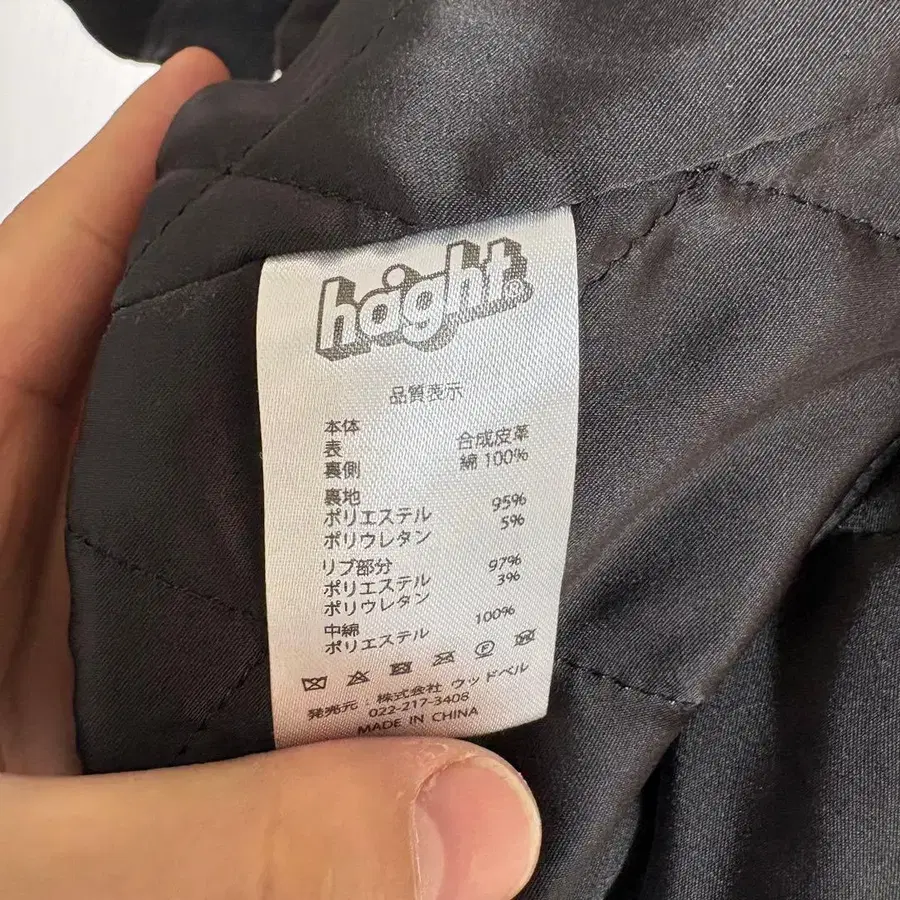 haight®
品質表示
本体
表 合成皮革
裏側 綿 100%
裏地
ポリエステル 95%
ポリウレタン 5%
リブ部分
ポリエステル 97%
ポリウレタン 3%
中綿
ポリエステル 100%
発売元 : 株式会社 ウッドベル
022-217-3408
MADE IN CHINA